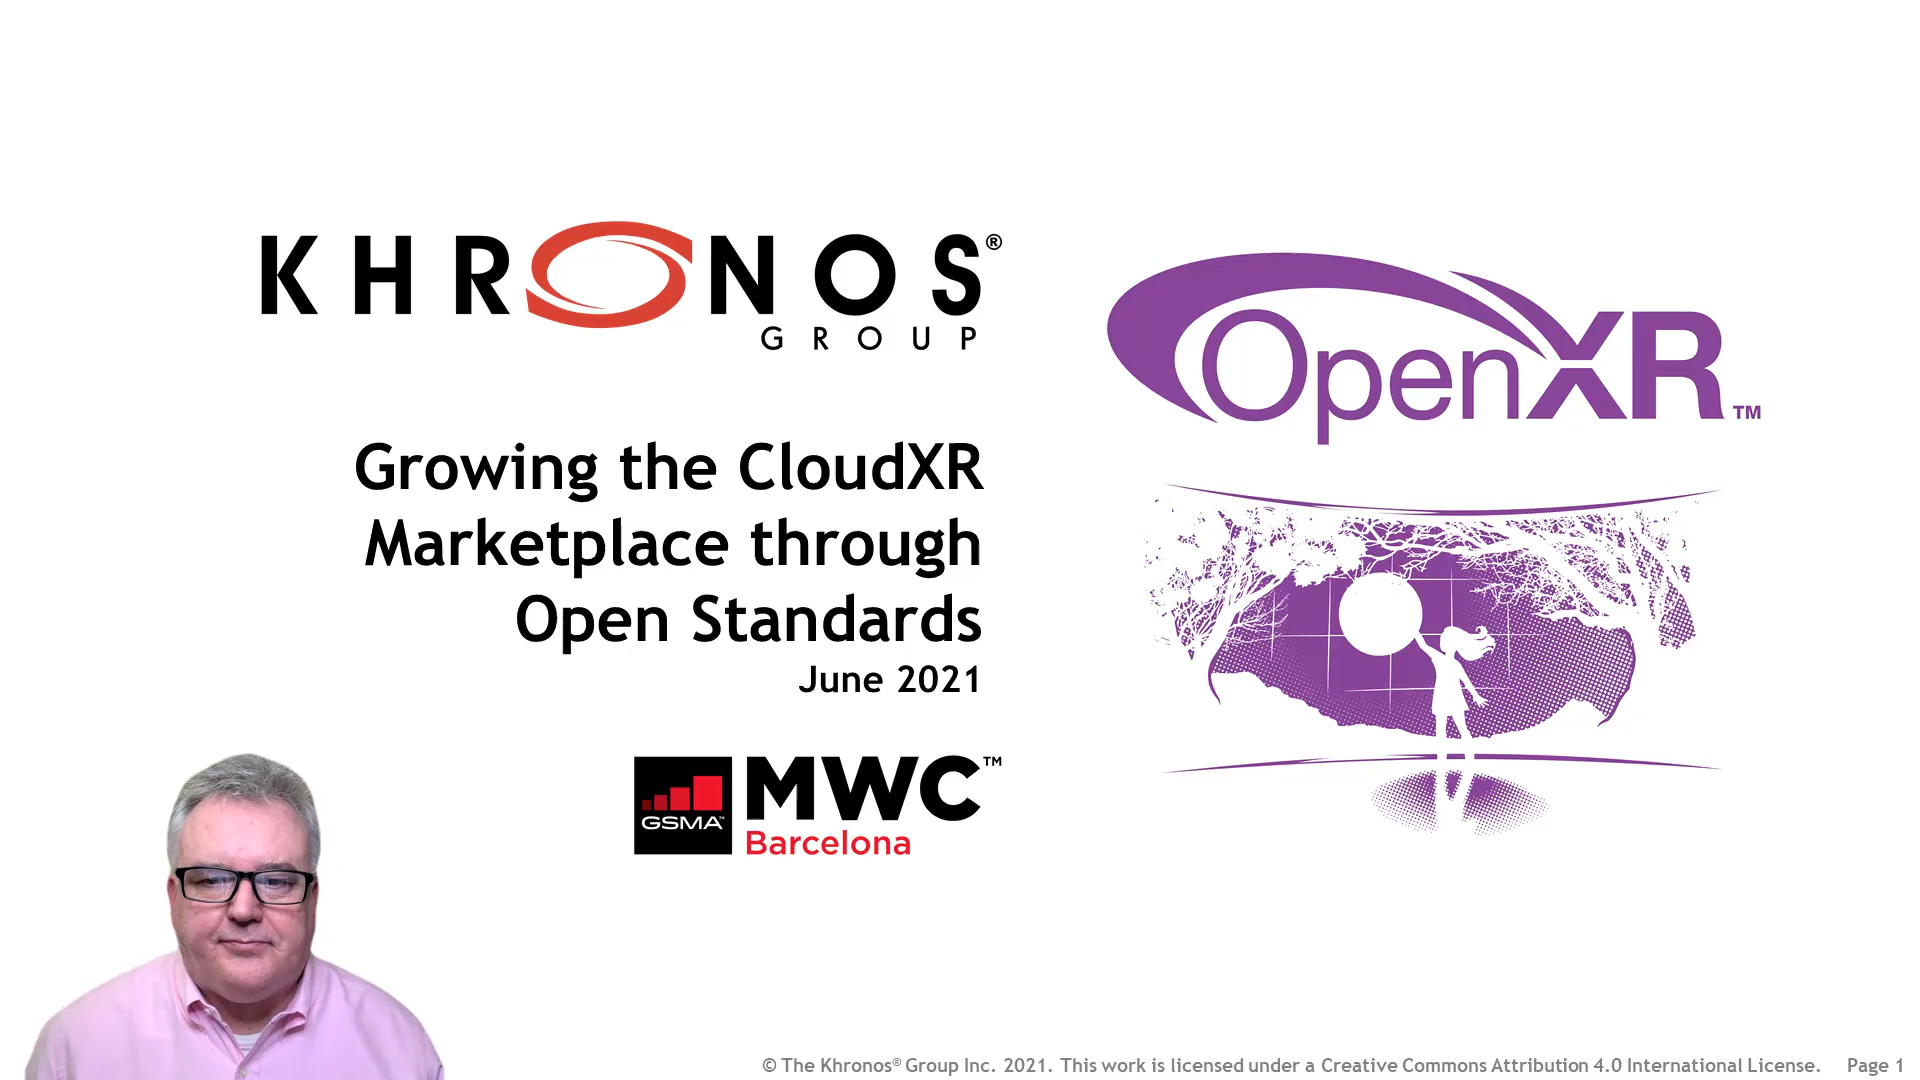 KHRONOS®
GROUP
OpenXR™
Growing the CloudXR
Marketplace through
Open Standards
June 2021
GSMA™
MWC™
Barcelona
© The Khronos® Group Inc. 2021. This work is licensed under a Creative Commons Attribution 4.0 International License. Page 1